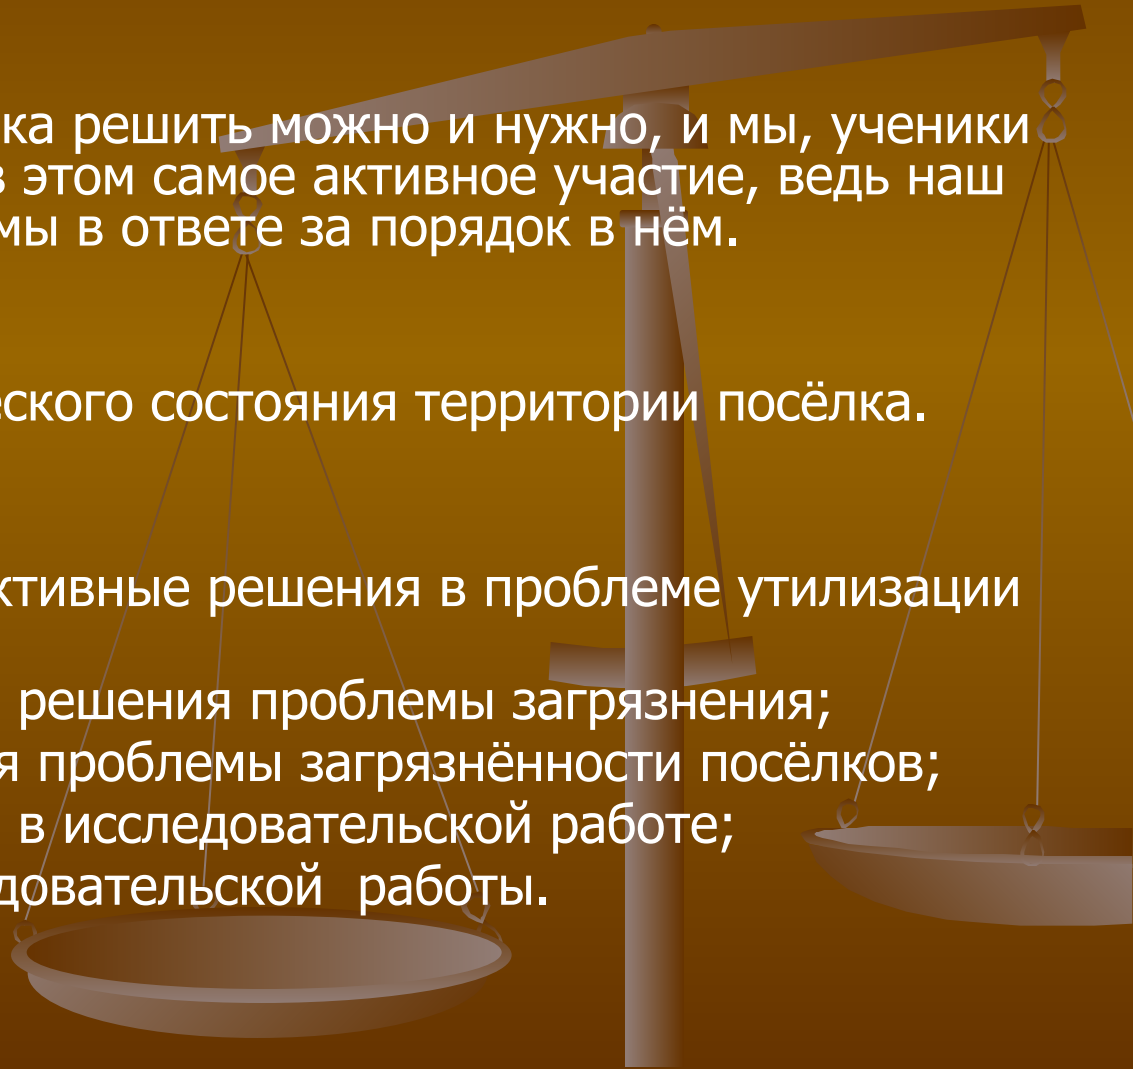 ка решить можно и нужно, и мы, ученики
в этом самое активное участие, ведь наш
мы в ответе за порядок в нём.
еского состояния территории посёлка.
ктивные решения в проблеме утилизации
решения проблемы загрязнения;
я проблемы загрязнённости посёлков;
в исследовательской работе;
довательской работы.